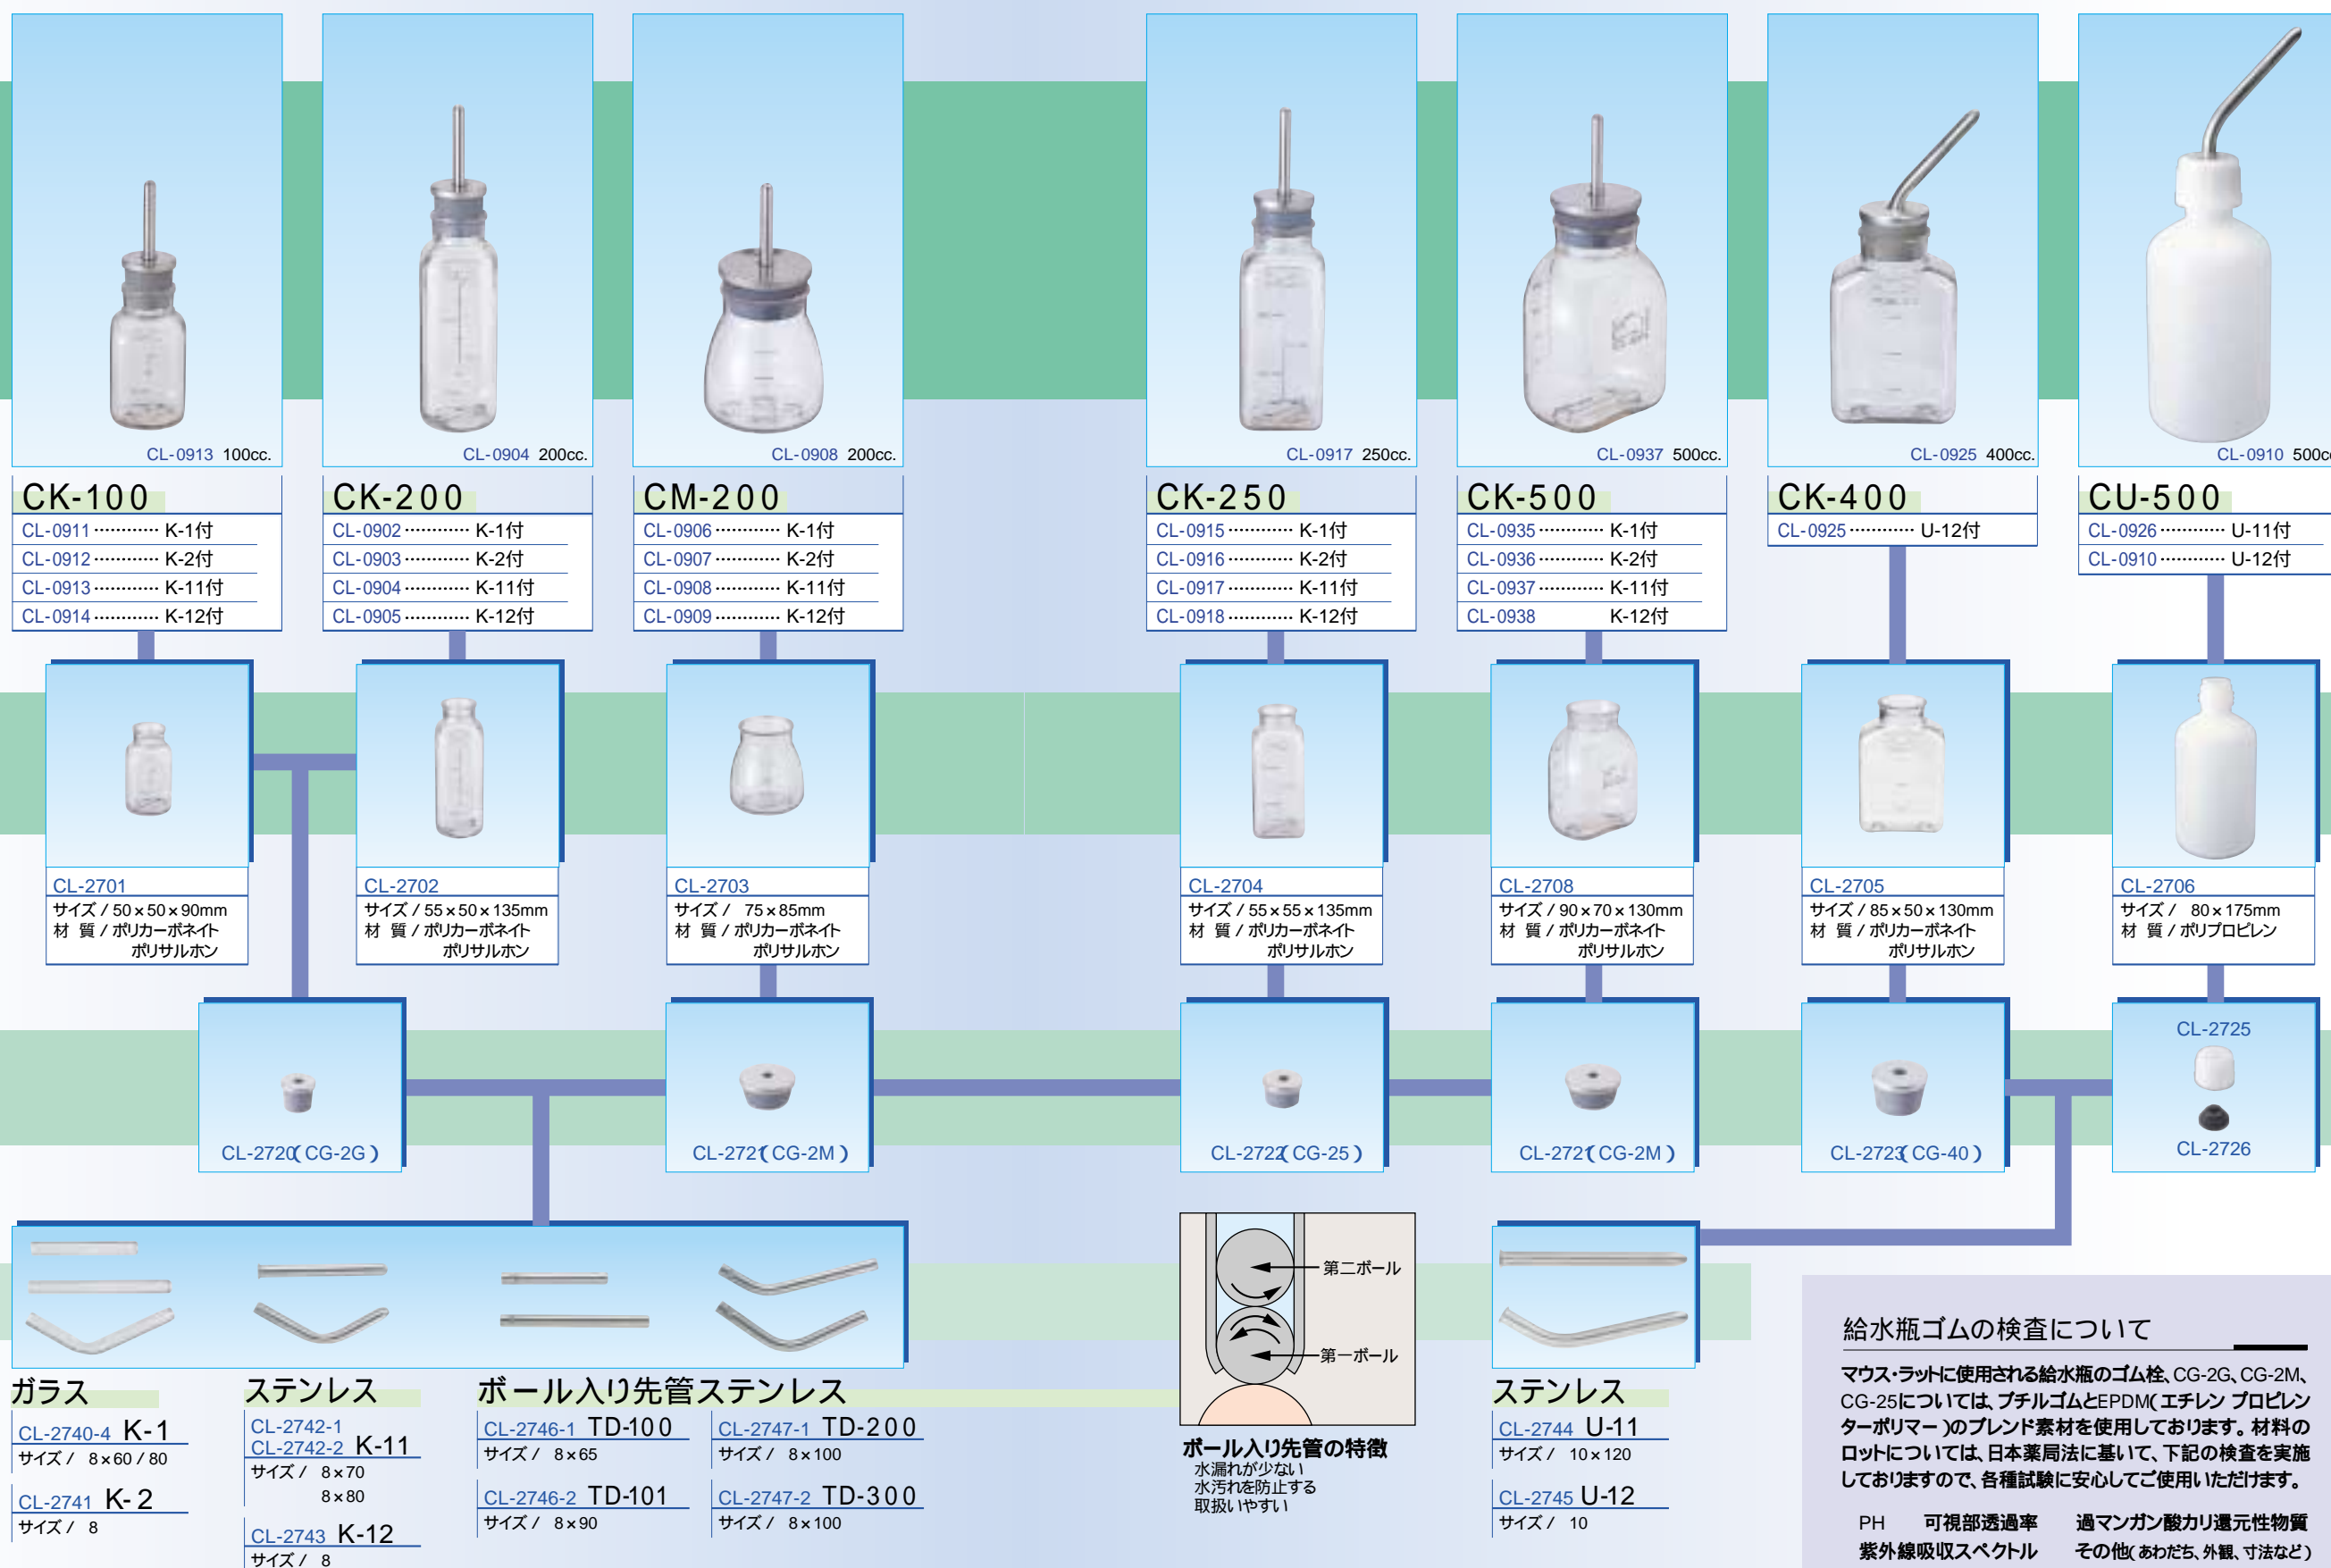 CL-0913 100cc.
CL-0904 200cc.
CL-0908 200cc.
CL-0917 250cc.
CL-0937 500cc.
CL-0925 400cc.
CL-0910 500cc
CK-100
CL-0911 ………… K-1付
CL-0912 ………… K-2付
CL-0913 ………… K-11付
CL-0914 ………… K-12付
CK-200
CL-0902 ………… K-1付
CL-0903 ………… K-2付
CL-0904 ………… K-11付
CL-0905 ………… K-12付
CM-200
CL-0906 ………… K-1付
CL-0907 ………… K-2付
CL-0908 ………… K-11付
CL-0909 ………… K-12付
CK-250
CL-0915 ………… K-1付
CL-0916 ………… K-2付
CL-0917 ………… K-11付
CL-0918 ………… K-12付
CK-500
CL-0935 ………… K-1付
CL-0936 ………… K-2付
CL-0937 ………… K-11付
CL-0938 K-12付
CK-400
CL-0925 ………… U-12付
CU-500
CL-0926 ………… U-11付
CL-0910 ………… U-12付
CL-2701
サイズ / 50×50×90mm
材 質 / ポリカーボネイト
ポリサルホン
CL-2702
サイズ / 55×50×135mm
材 質 / ポリカーボネイト
ポリサルホン
CL-2703
サイズ / 75×85mm
材 質 / ポリカーボネイト
ポリサルホン
CL-2704
サイズ / 55×55×135mm
材 質 / ポリカーボネイト
ポリサルホン
CL-2708
サイズ / 90×70×130mm
材 質 / ポリカーボネイト
ポリサルホン
CL-2705
サイズ / 85×50×130mm
材 質 / ポリカーボネイト
ポリサルホン
CL-2706
サイズ / 80×175mm
材 質 / ポリプロピレン
CL-2720(CG-2G)
CL-2721(CG-2M)
CL-2722(CG-25)
CL-2721(CG-2M)
CL-2723(CG-40)
CL-2725
CL-2726
ガラス
CL-2740-4 K-1
サイズ / 8×60 / 80
CL-2741 K-2
サイズ / 8
ステンレス
CL-2742-1
CL-2742-2 K-11
サイズ / 8×70
8×80
CL-2743 K-12
サイズ / 8
ボール入り先管ステンレス
CL-2746-1 TD-100
サイズ / 8×65
CL-2746-2 TD-101
サイズ / 8×90
CL-2747-1 TD-200
サイズ / 8×100
CL-2747-2 TD-300
サイズ / 8×100
第二ボール
第一ボール
ボール入り先管の特徴
水漏れが少ない
水汚れを防止する
取扱いやすい
ステンレス
CL-2744 U-11
サイズ / 10×120
CL-2745 U-12
サイズ / 10
給水瓶ゴムの検査について
マウス・ラットに使用される給水瓶のゴム栓、CG-2G、CG-2M、
CG-25については、ブチルゴムとEPDM(エチレン プロピレン
ターポリマー)のブレンド素材を使用しております。材料の
ロットについては、日本薬局法に基いて、下記の検査を実施
しておりますので、各種試験に安心してご使用いただけます。
PH 可視部透過率 過マンガン酸カリ還元性物質
紫外線吸収スペクトル その他(あわだち、外観、寸法など)